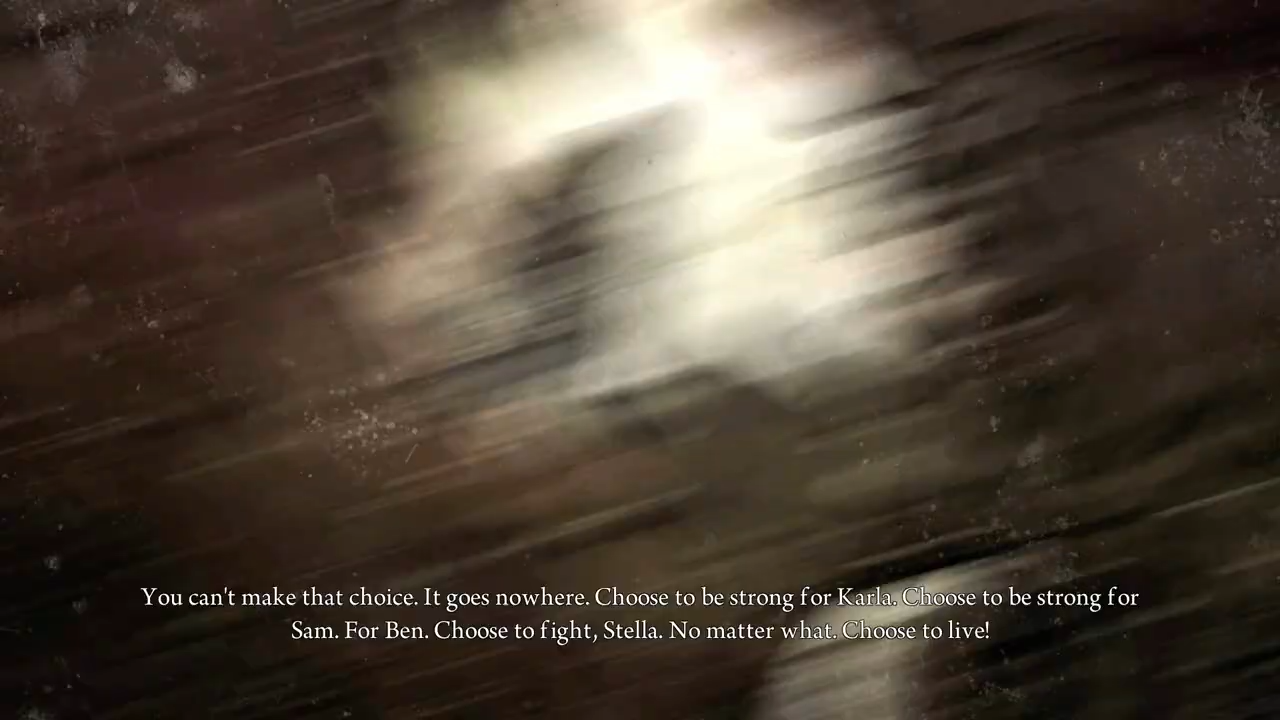 You can't make that choice. It goes nowhere. Choose to be strong for Karla. Choose to be strong for
Sam. For Ben. Choose to fight, Stella. No matter what. Choose to live!